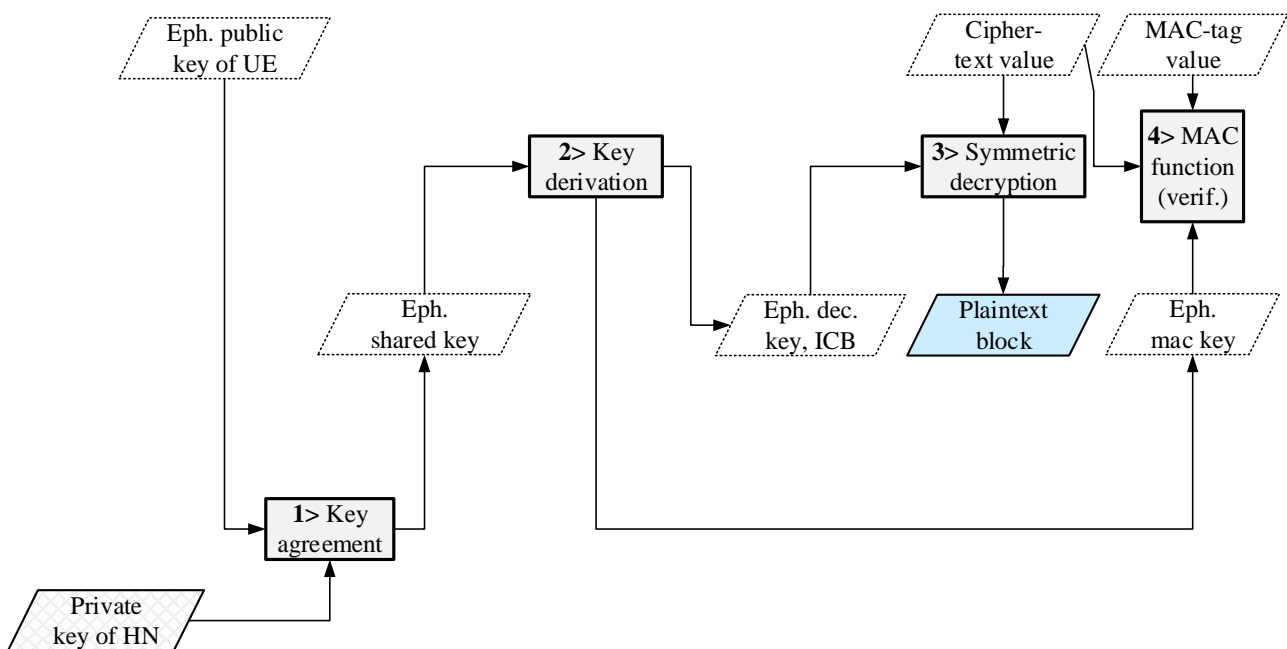 Eph. public
key of UE
Cipher-
text value
MAC-tag
value
2> Key
derivation
3> Symmetric
decryption
4> MAC
function
(verif.)
Eph.
shared key
Eph. dec.
key, ICB
Plaintext
block
Eph.
mac key
1> Key
agreement
Private
key of HN